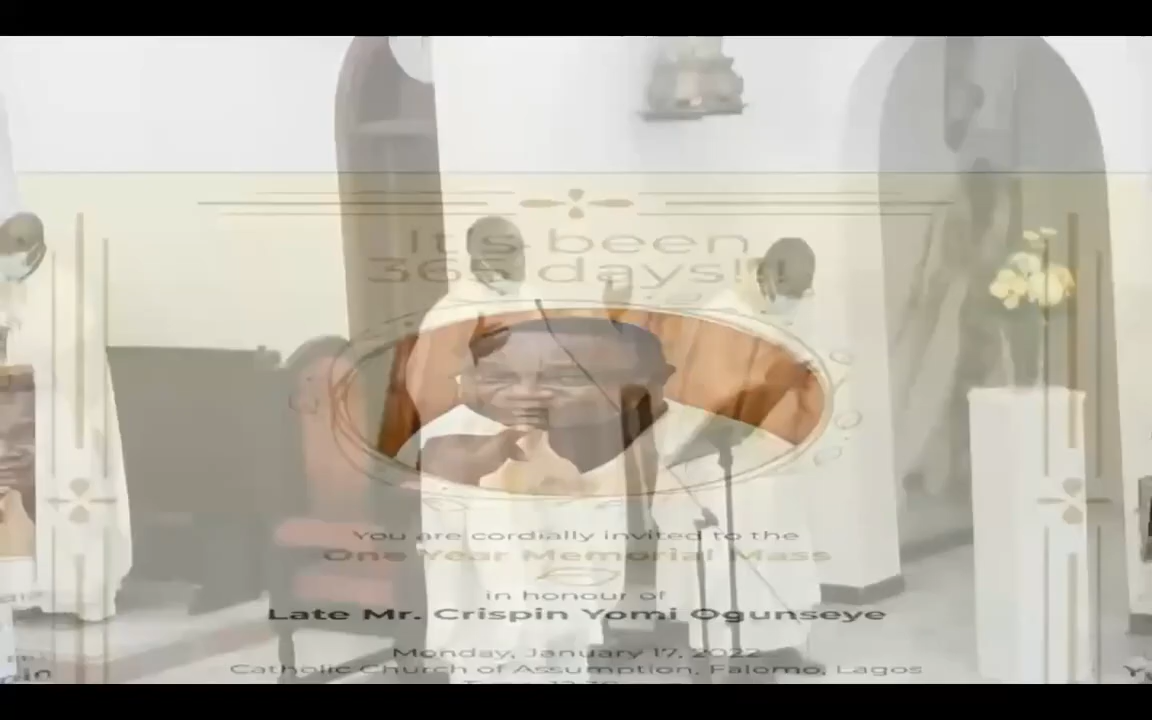 It's been
365 days!!!
You are cordially invited to the
One Year Memorial Mass
in honour of
Late Mr. Crispin Yomi Ogunseye
Monday, January 17, 2022
Catholic Church of Assumption, Falomo, Lagos